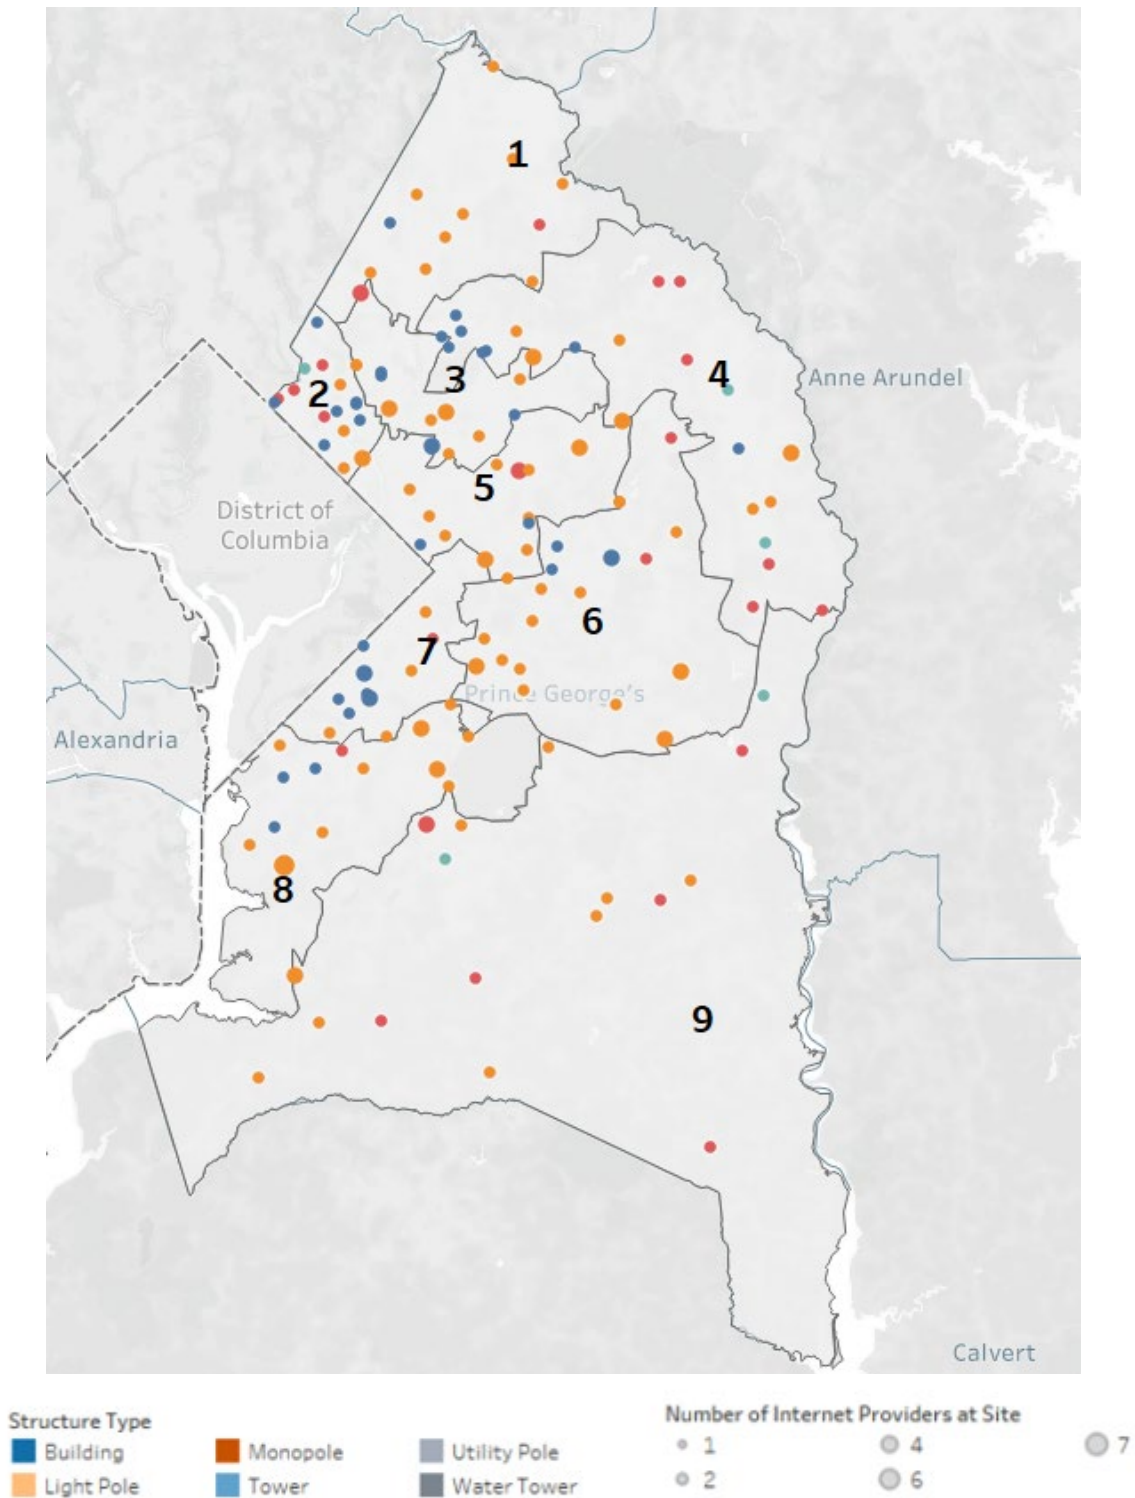 1
2
3
4
Anne Arundel
5
District of
Columbia
6
7
Prince George's
Alexandria
8
9
Calvert
Structure Type
Building
Monopole
Utility Pole
Light Pole
Tower
Water Tower
Number of Internet Providers at Site
1
4
7
2
6